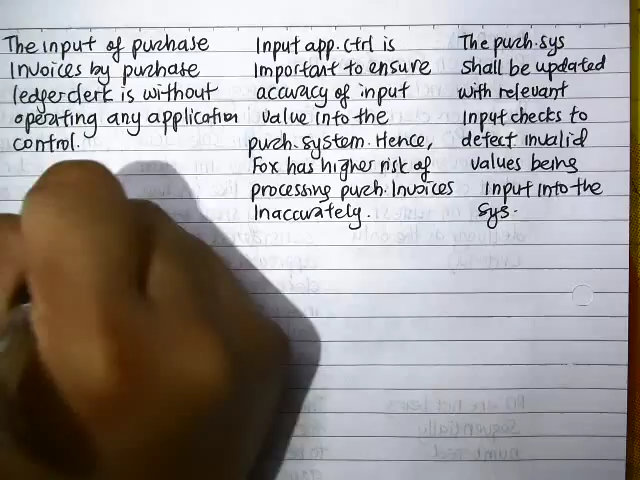 The input of purchase
Invoices by purchase
ledger clerk is without
operating any application
control.
Input app. ctrl is
Important to ensure
accuracy of input
value into the
purch. system. Hence,
Fox has higher risk of
processing purch. Invoices
Inaccurately.
The purch. sys
shall be updated
with relevant
Input checks to
detect invalid
values being
Input into the
sys.